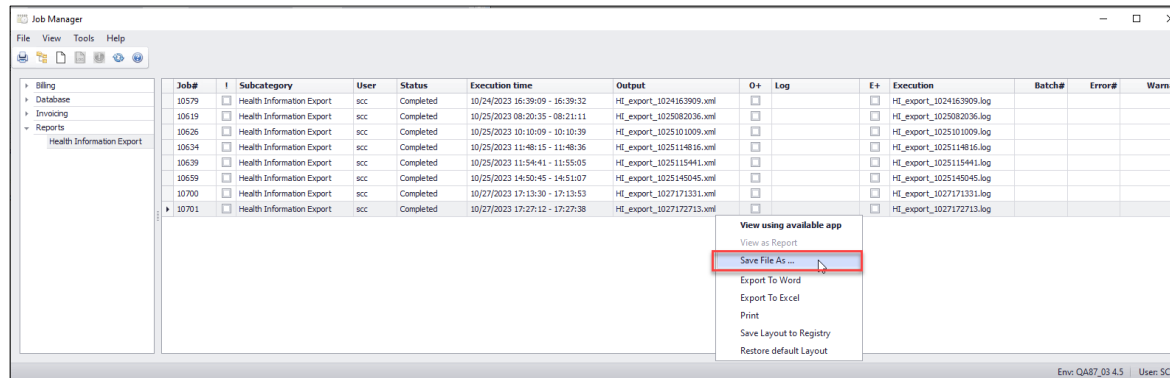 Job Manager
File View Tools Help
Billing
Database
Invoicing
Reports
Health Information Export
Job# ! Subcategory User Status Execution time Output O+ Log E+ Execution Batch# Error# Warn
10579 Health Information Export scc Completed 10/24/2023 16:39:09 - 16:39:32 HI_export_1024163909.xml HI_export_1024163909.log
10619 Health Information Export scc Completed 10/25/2023 08:20:35 - 08:21:11 HI_export_1025082036.xml HI_export_1025082036.log
10626 Health Information Export scc Completed 10/25/2023 10:10:09 - 10:10:39 HI_export_1025101009.xml HI_export_1025101009.log
10634 Health Information Export scc Completed 10/25/2023 11:48:15 - 11:48:36 HI_export_1025114816.xml HI_export_1025114816.log
10639 Health Information Export scc Completed 10/25/2023 11:54:41 - 11:55:05 HI_export_1025115441.xml HI_export_1025115441.log
10659 Health Information Export scc Completed 10/25/2023 14:50:45 - 14:51:07 HI_export_1025145045.xml HI_export_1025145045.log
10700 Health Information Export scc Completed 10/27/2023 17:13:30 - 17:13:53 HI_export_1027171331.xml HI_export_1027171331.log
10701 Health Information Export scc Completed 10/27/2023 17:27:12 - 17:27:38 HI_export_1027172713.xml HI_export_1027172713.log
View using available app
View as Report
Save File As ...
Export To Word
Export To Excel
Print
Save Layout to Registry
Restore default Layout
Env: QA87_03 4.5 User: SC